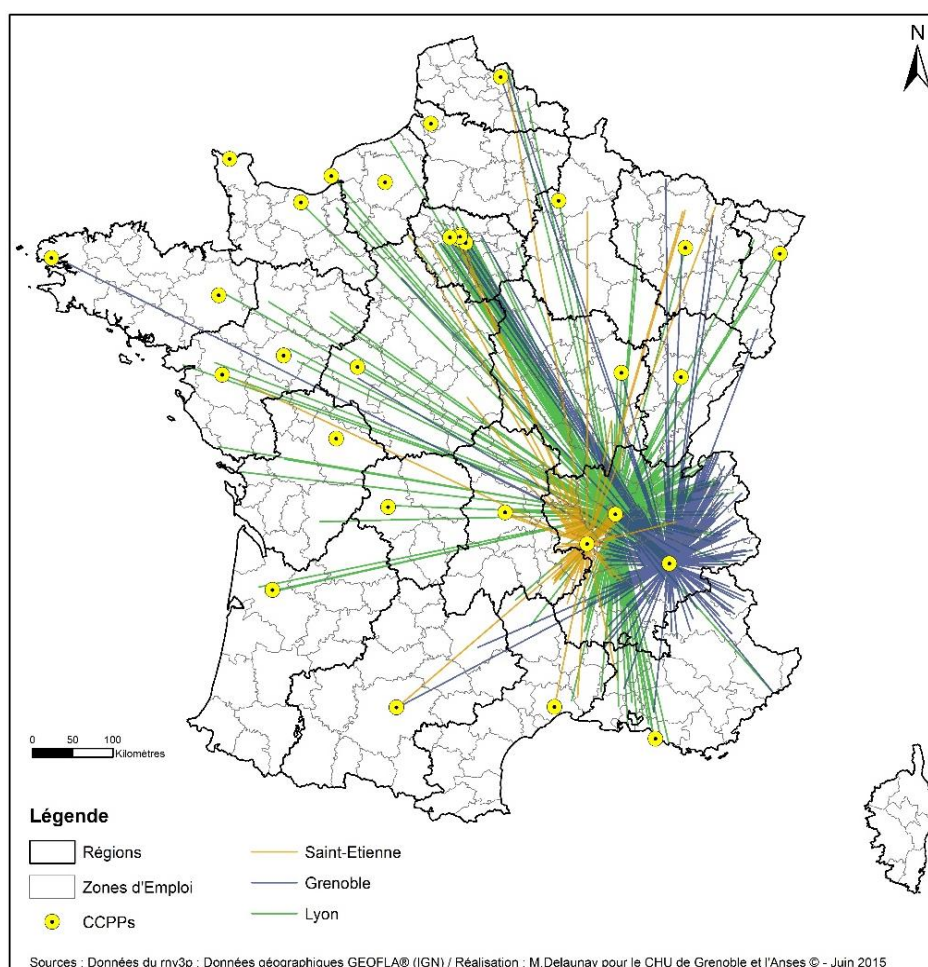 N
0 50 100
Kilomètres
Légende
Régions
Zones d'Emploi
CCPPs
Saint-Etienne
Grenoble
Lyon
Sources : Données du rnv3p ; Données géographiques GEOFLA® (IGN) / Réalisation : M.Delaunay pour le CHU de Grenoble et l'Anses © - Juin 2015